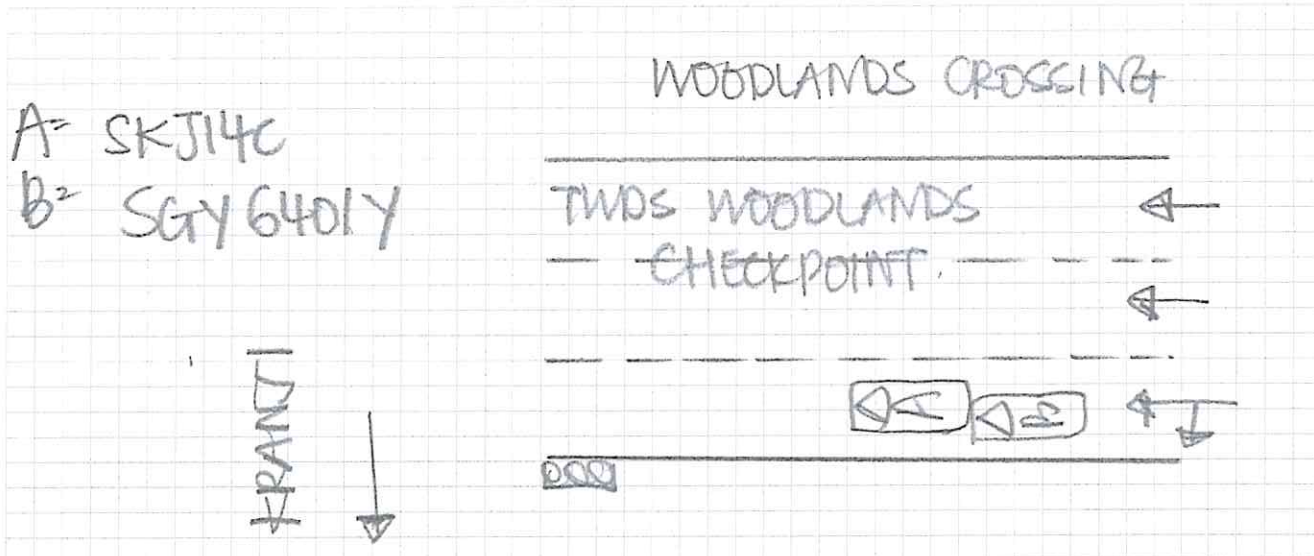 WOODLANDS CROSSING
A= SKJ14C
B= SGY6401Y
TWDS WOODLANDS
CHECKPOINT.
KRANJI
A
B